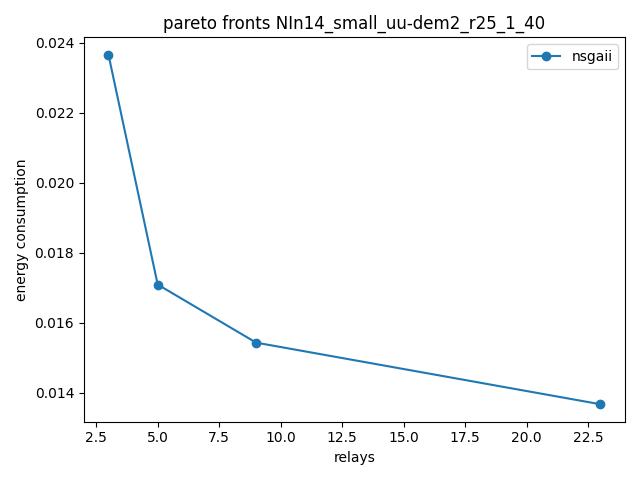 pareto fronts NIn14_small_uu-dem2_r25_1_40
nsgaii
energy consumption
0.024
0.022
0.020
0.018
0.016
0.014
2.5 5.0 7.5 10.0 12.5 15.0 17.5 20.0 22.5
relays